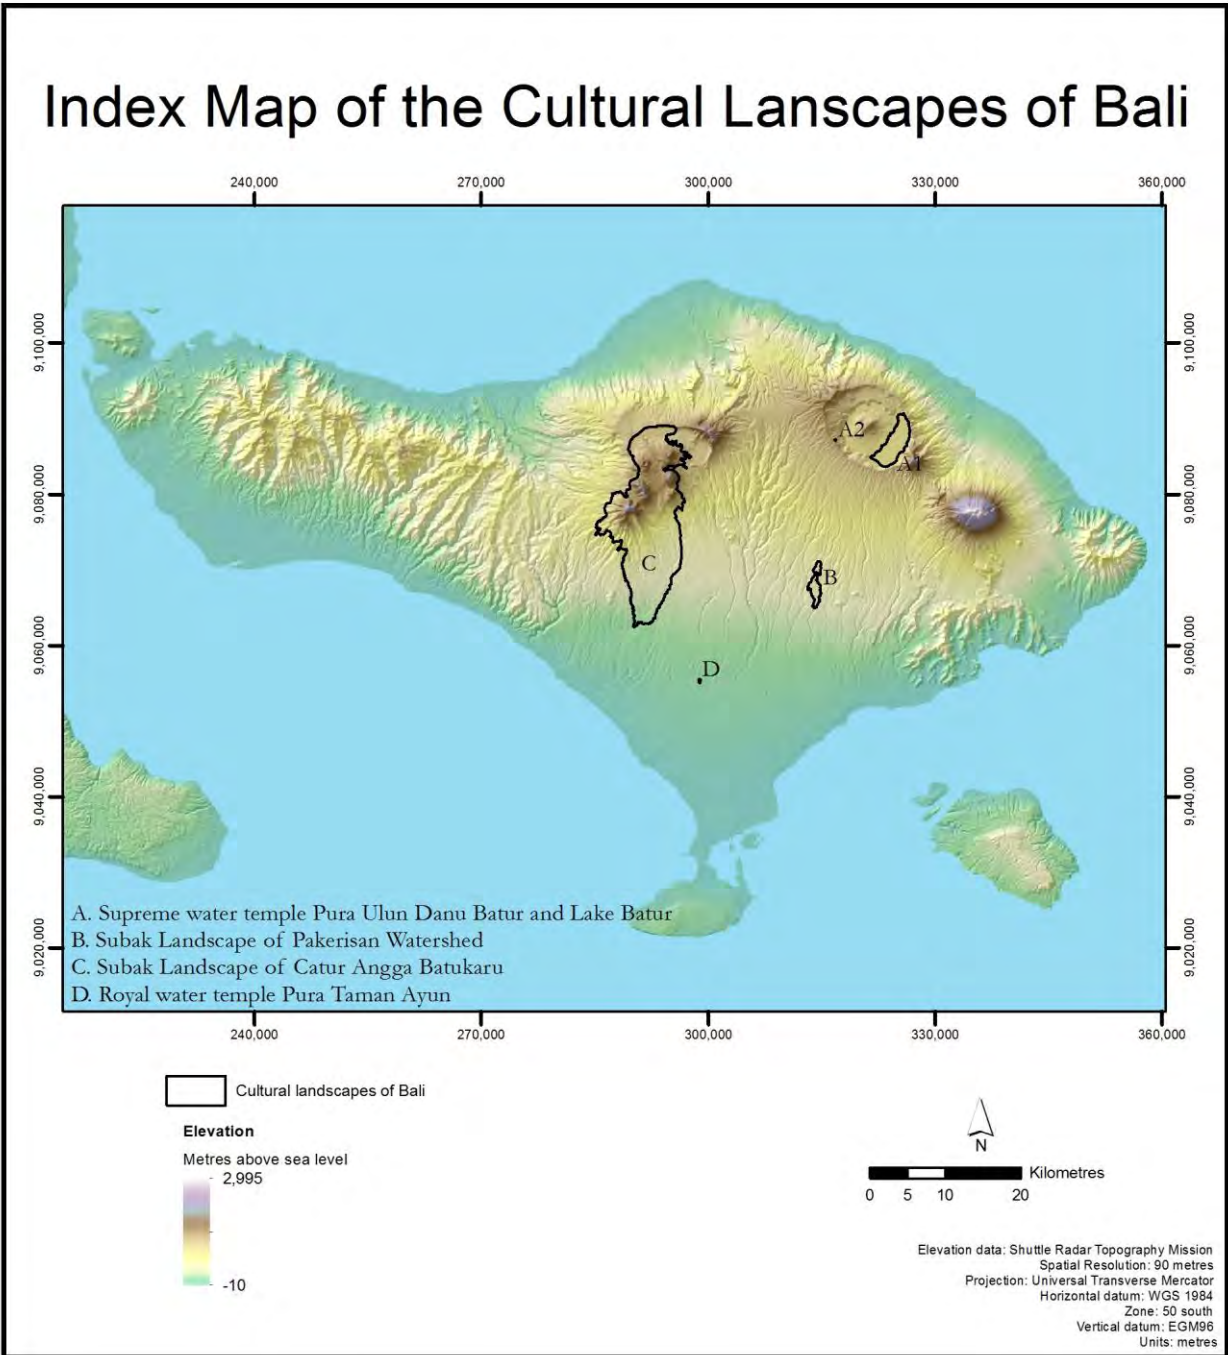 Index Map of the Cultural Lanscapes of Bali
240,000 270,000 300,000 330,000 360,000
9,100,000 9,100,000
A2
A1
9,080,000 9,080,000
C
B
9,060,000 9,060,000
D
9,040,000 9,040,000
A. Supreme water temple Pura Ulun Danu Batur and Lake Batur
B. Subak Landscape of Pakerisan Watershed
9,020,000 9,020,000
C. Subak Landscape of Catur Angga Batukaru
D. Royal water temple Pura Taman Ayun
240,000 270,000 300,000 330,000 360,000
Cultural landscapes of Bali
Elevation
Metres above sea level
2,995
-10
N
Kilometres
0 5 10 20
Elevation data: Shuttle Radar Topography Mission
Spatial Resolution: 90 metres
Projection: Universal Transverse Mercator
Horizontal datum: WGS 1984
Zone: 50 south
Vertical datum: EGM96
Units: metres